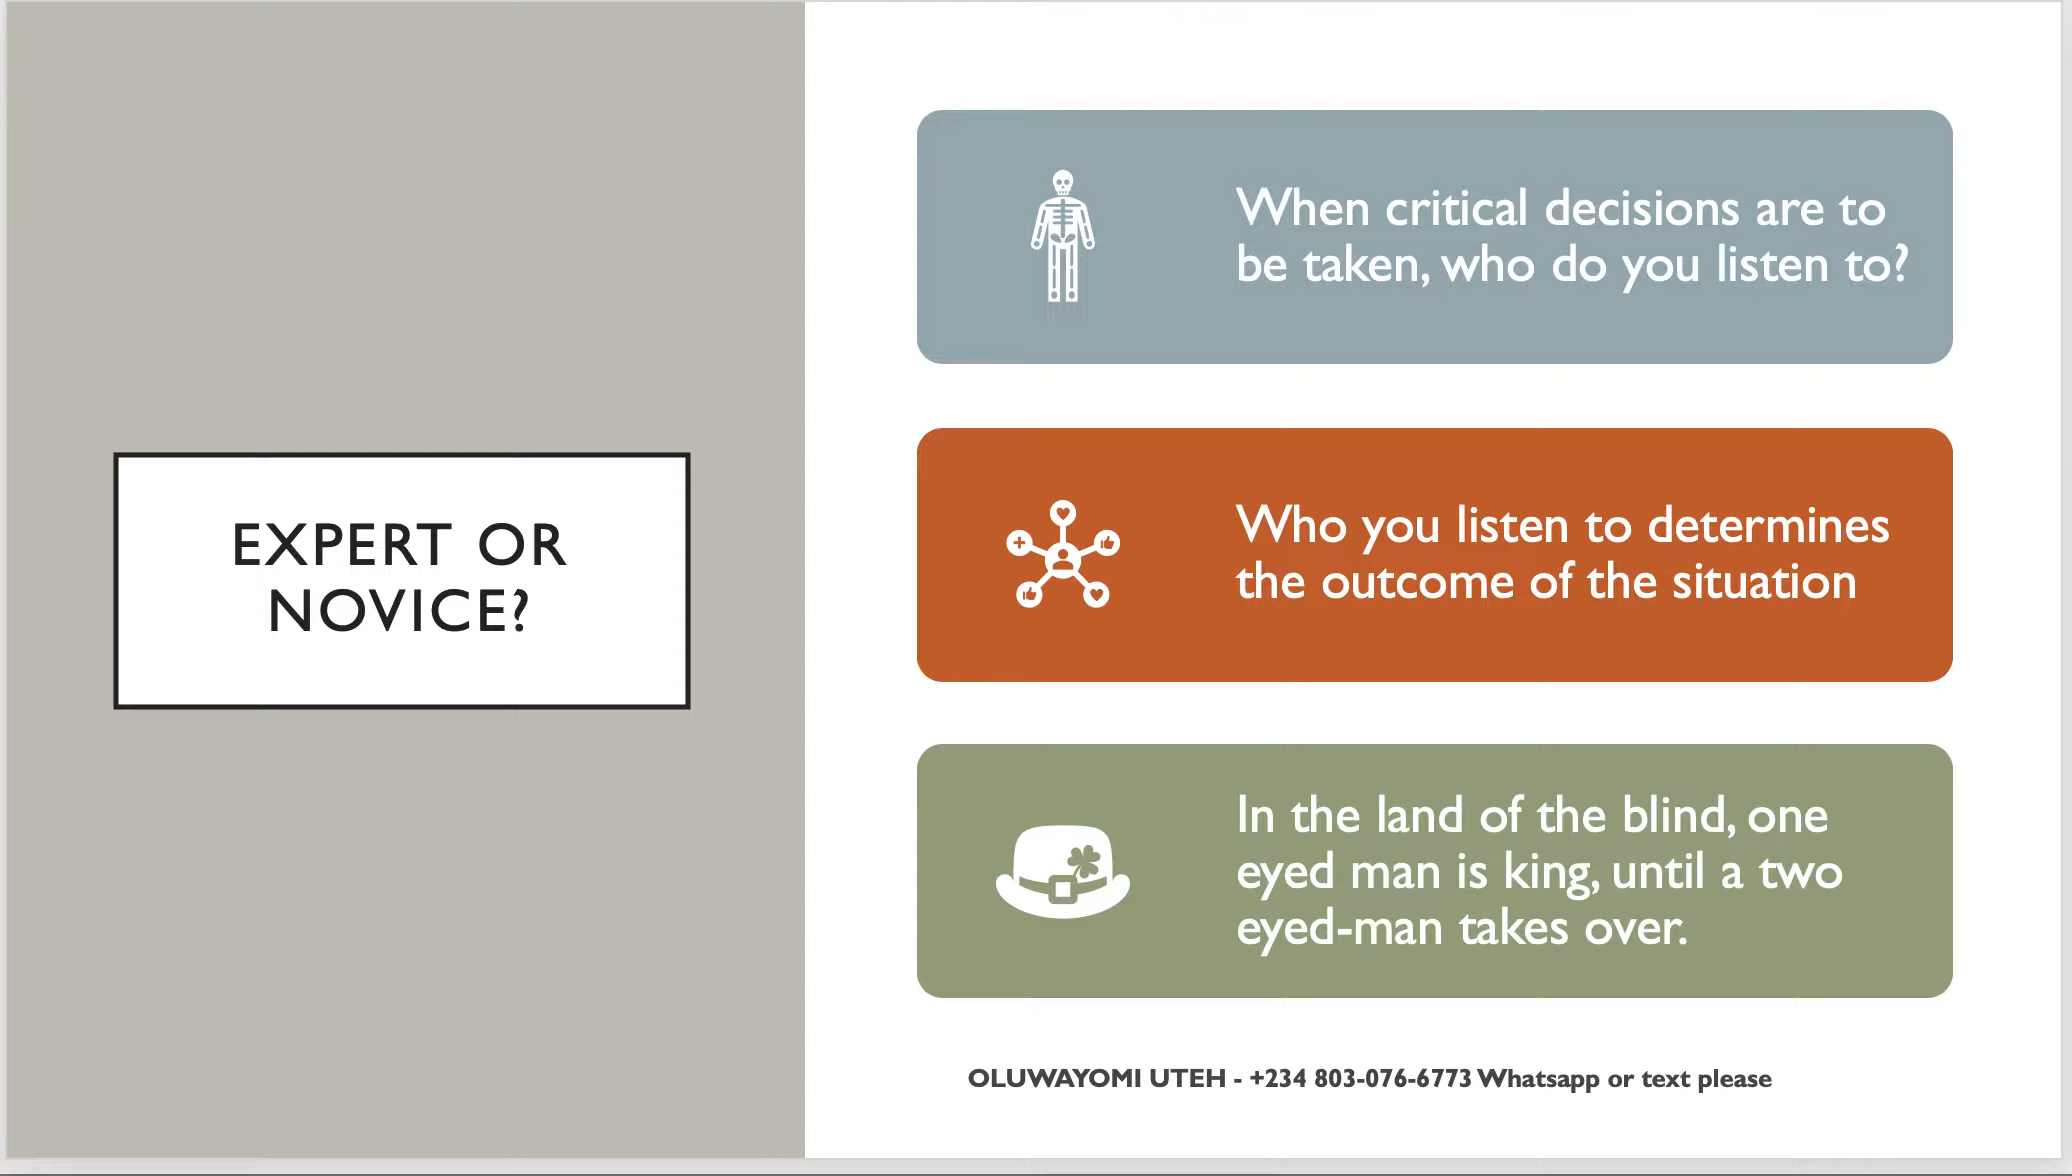 EXPERT OR
NOVICE?
When critical decisions are to
be taken, who do you listen to?
Who you listen to determines
the outcome of the situation
In the land of the blind, one
eyed man is king, until a two
eyed-man takes over.
OLUWAYOMI UTEH - +234 803-076-6773 Whatsapp or text please